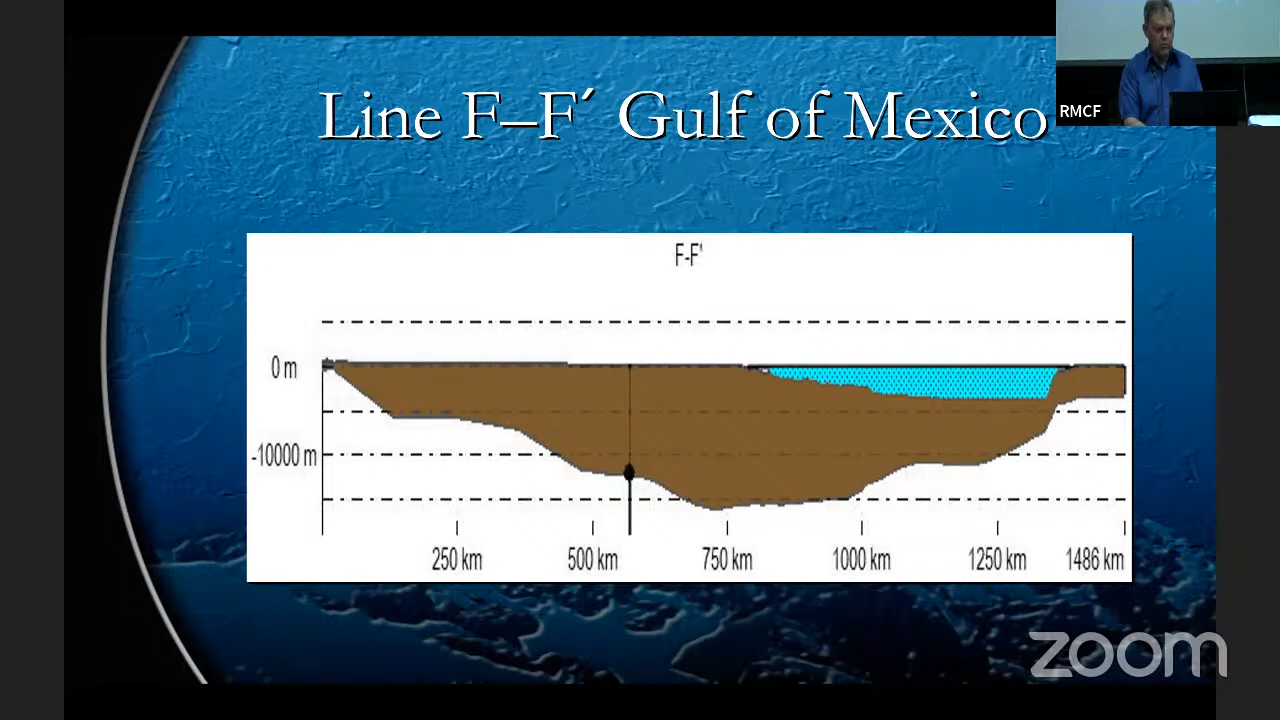 Line F–F´ Gulf of Mexico
RMCF
F-F'
0 m
-10000 m
250 km 500 km 750 km 1000 km 1250 km 1486 km
zoom